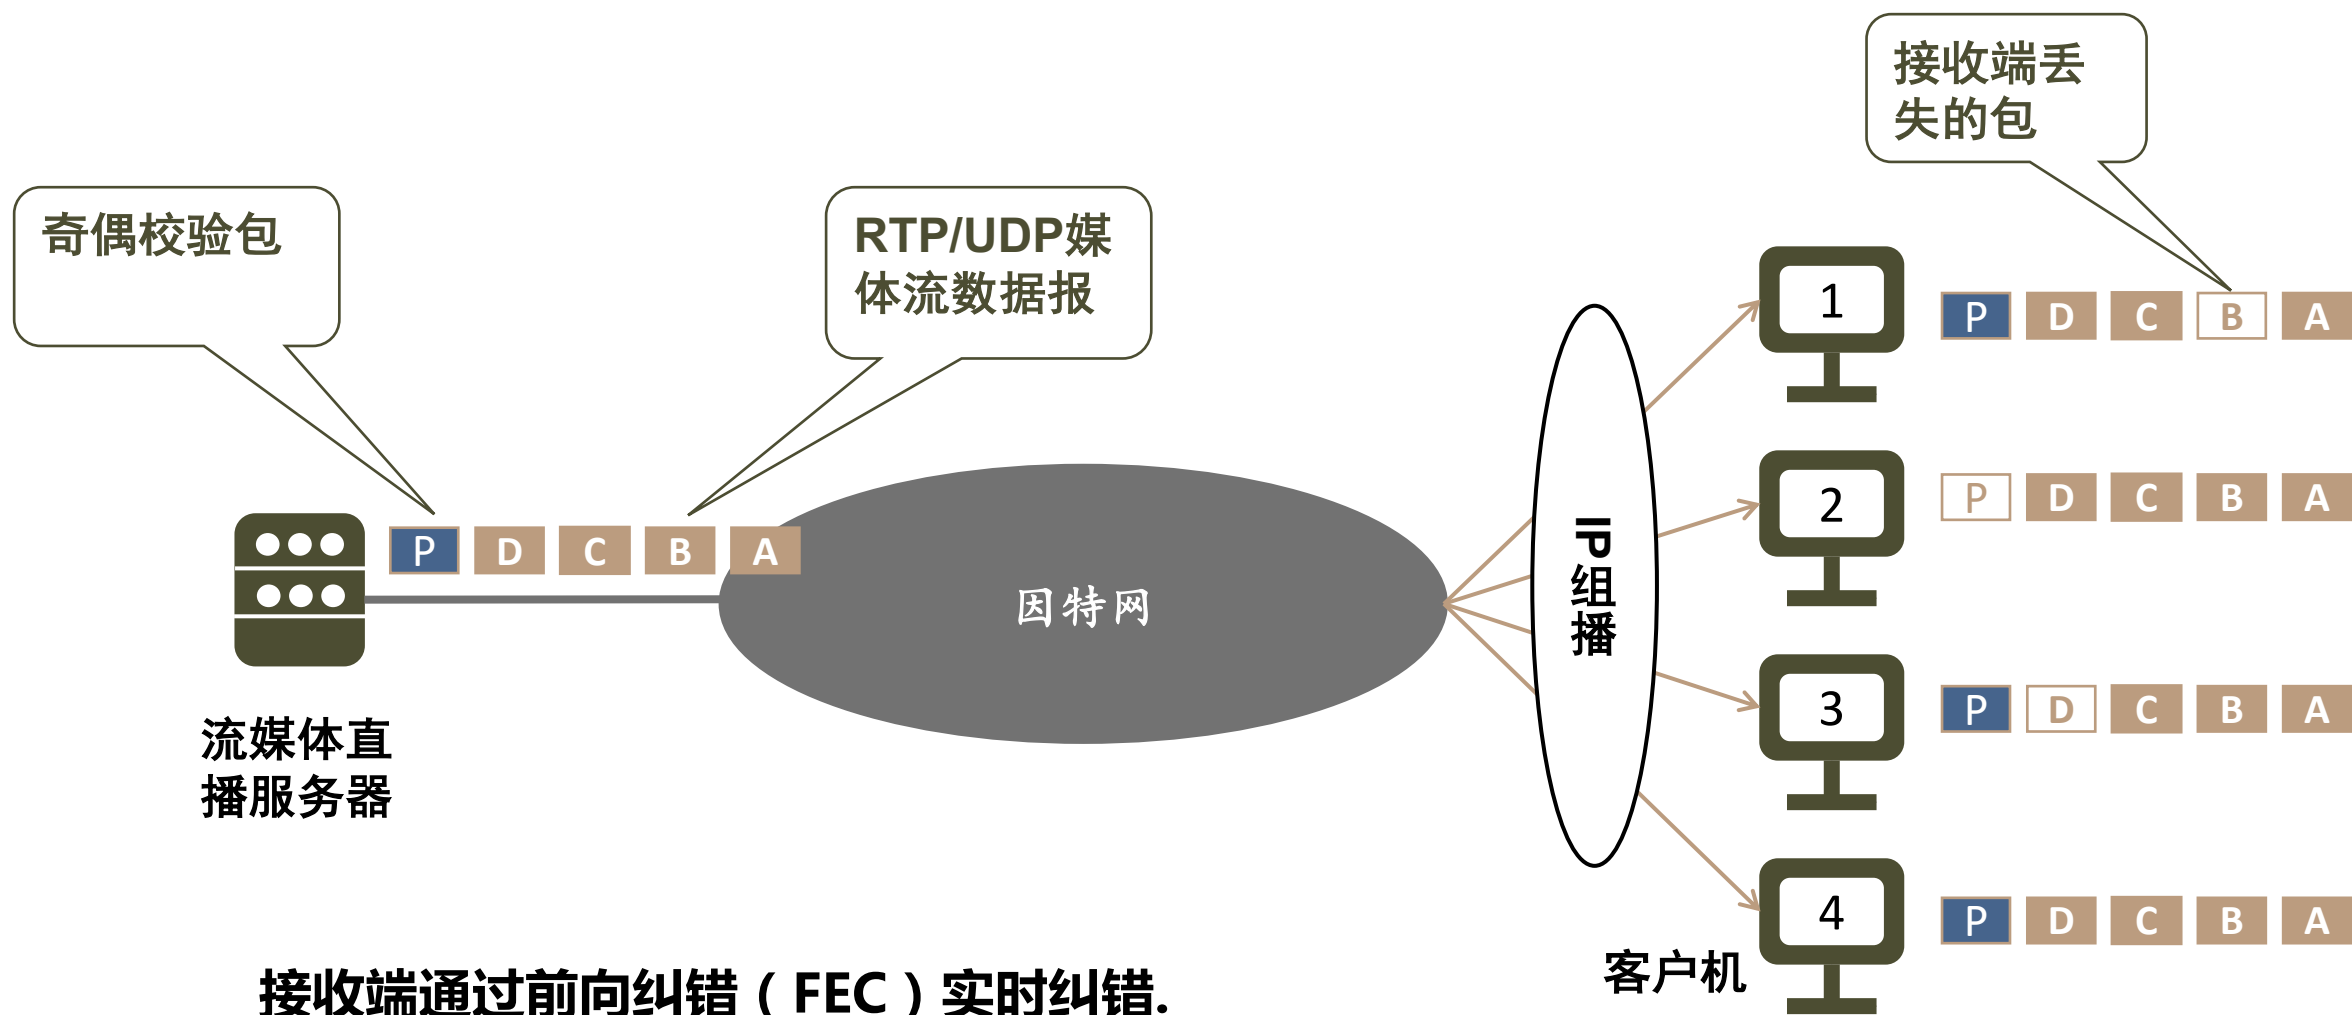 接收端丢
失的包
奇偶校验包
RTP/UDP媒
体流数据报
1
P D C B A
2
P D C B A
P D C B A
因特网
IP组播
3
P D C B A
流媒体直
播服务器
4
P D C B A
客户机
接收端通过前向纠错（FEC）实时纠错.